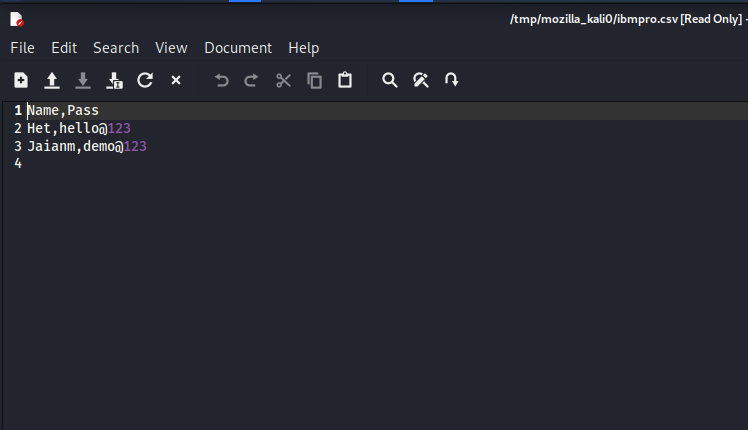 /tmp/mozilla_kali0/ibmpro.csv [Read Only] -
File Edit Search View Document Help
1 Name,Pass
2 Het,hello@123
3 Jaianm,demo@123
4